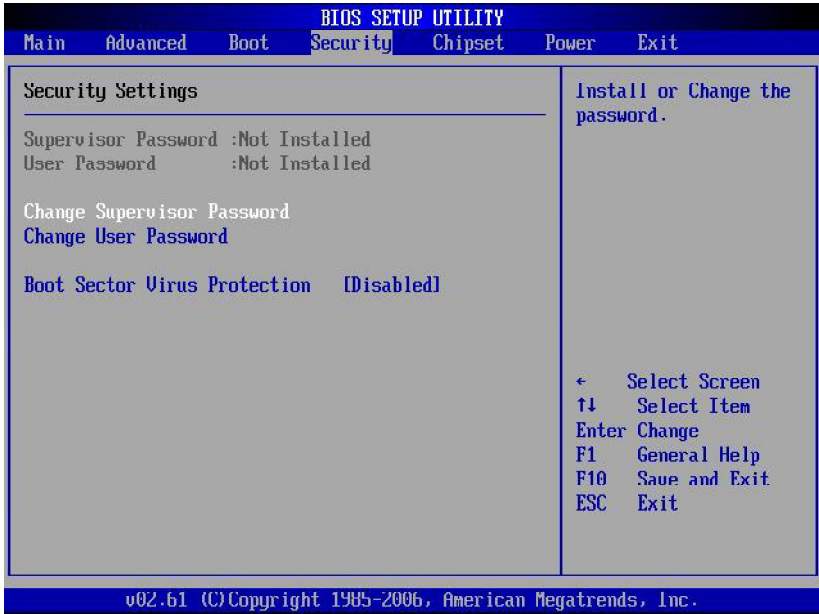 BIOS SETUP UTILITY
Main Advanced Boot Security Chipset Power Exit
Security Settings
Supervisor Password :Not Installed
User Password :Not Installed
Change Supervisor Password
Change User Password
Boot Sector Virus Protection [Disabled]
Install or Change the
password.
← Select Screen
↑↓ Select Item
Enter Change
F1 General Help
F10 Save and Exit
ESC Exit
v02.61 (C)Copyright 1985-2006, American Megatrends, Inc.